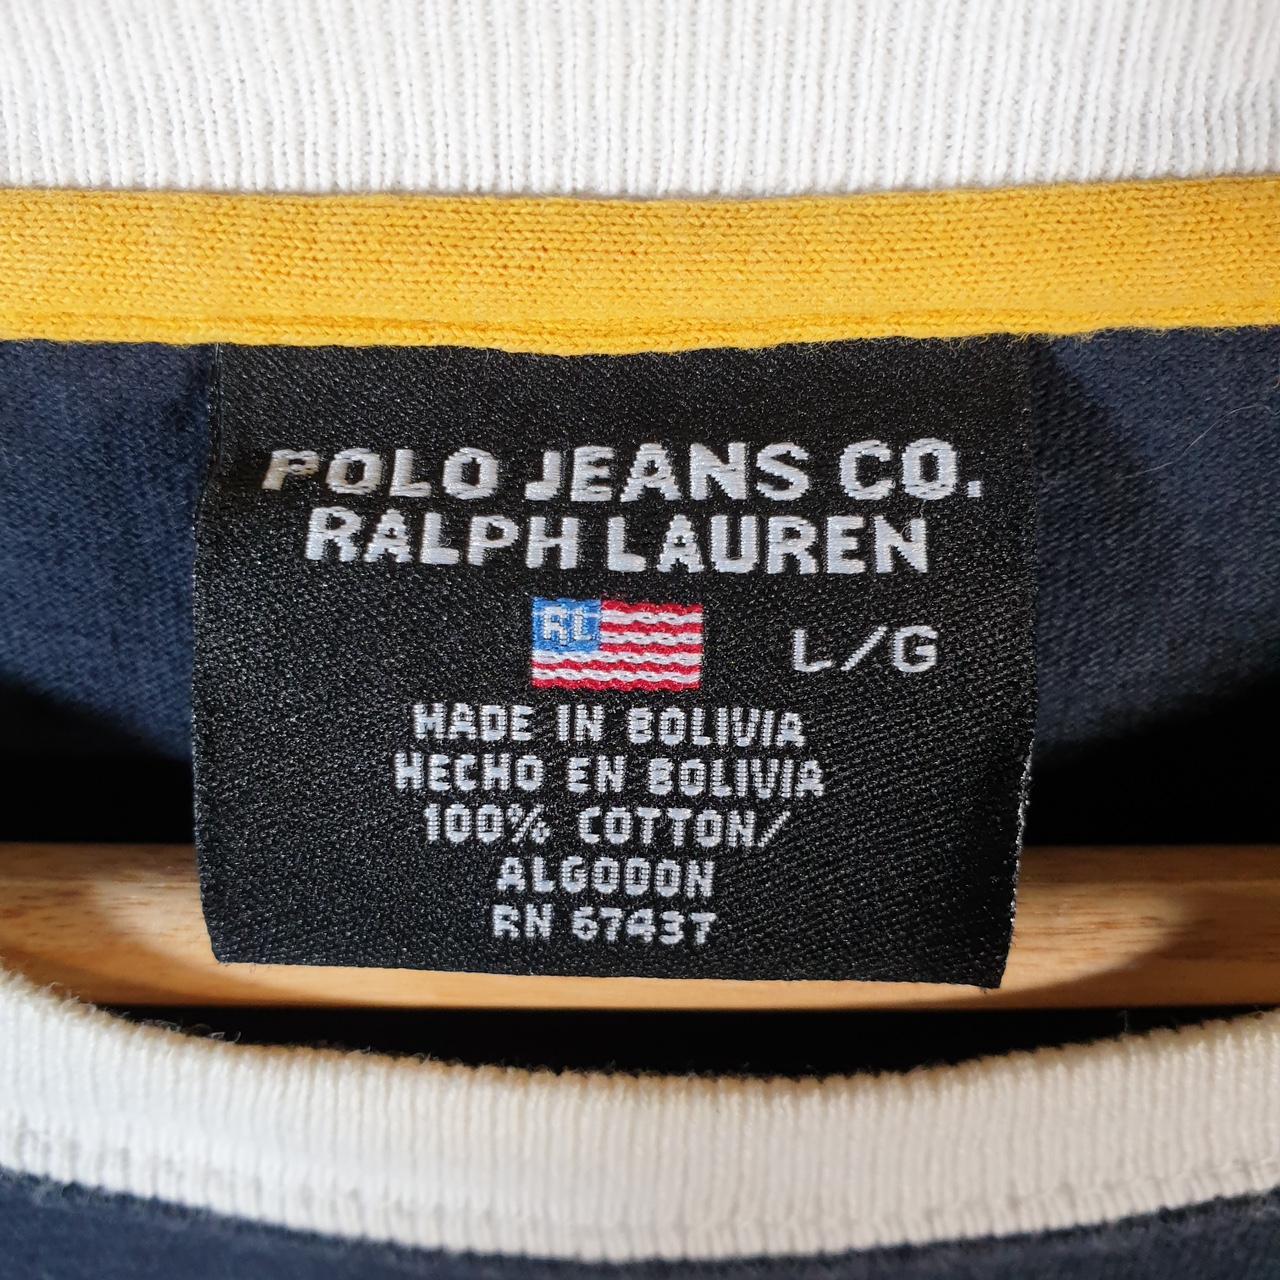 POLO JEANS CO.
RALPH LAUREN
RL
L/G
MADE IN BOLIVIA
HECHO EN BOLIVIA
100% COTTON/
ALGODON
RN 67437